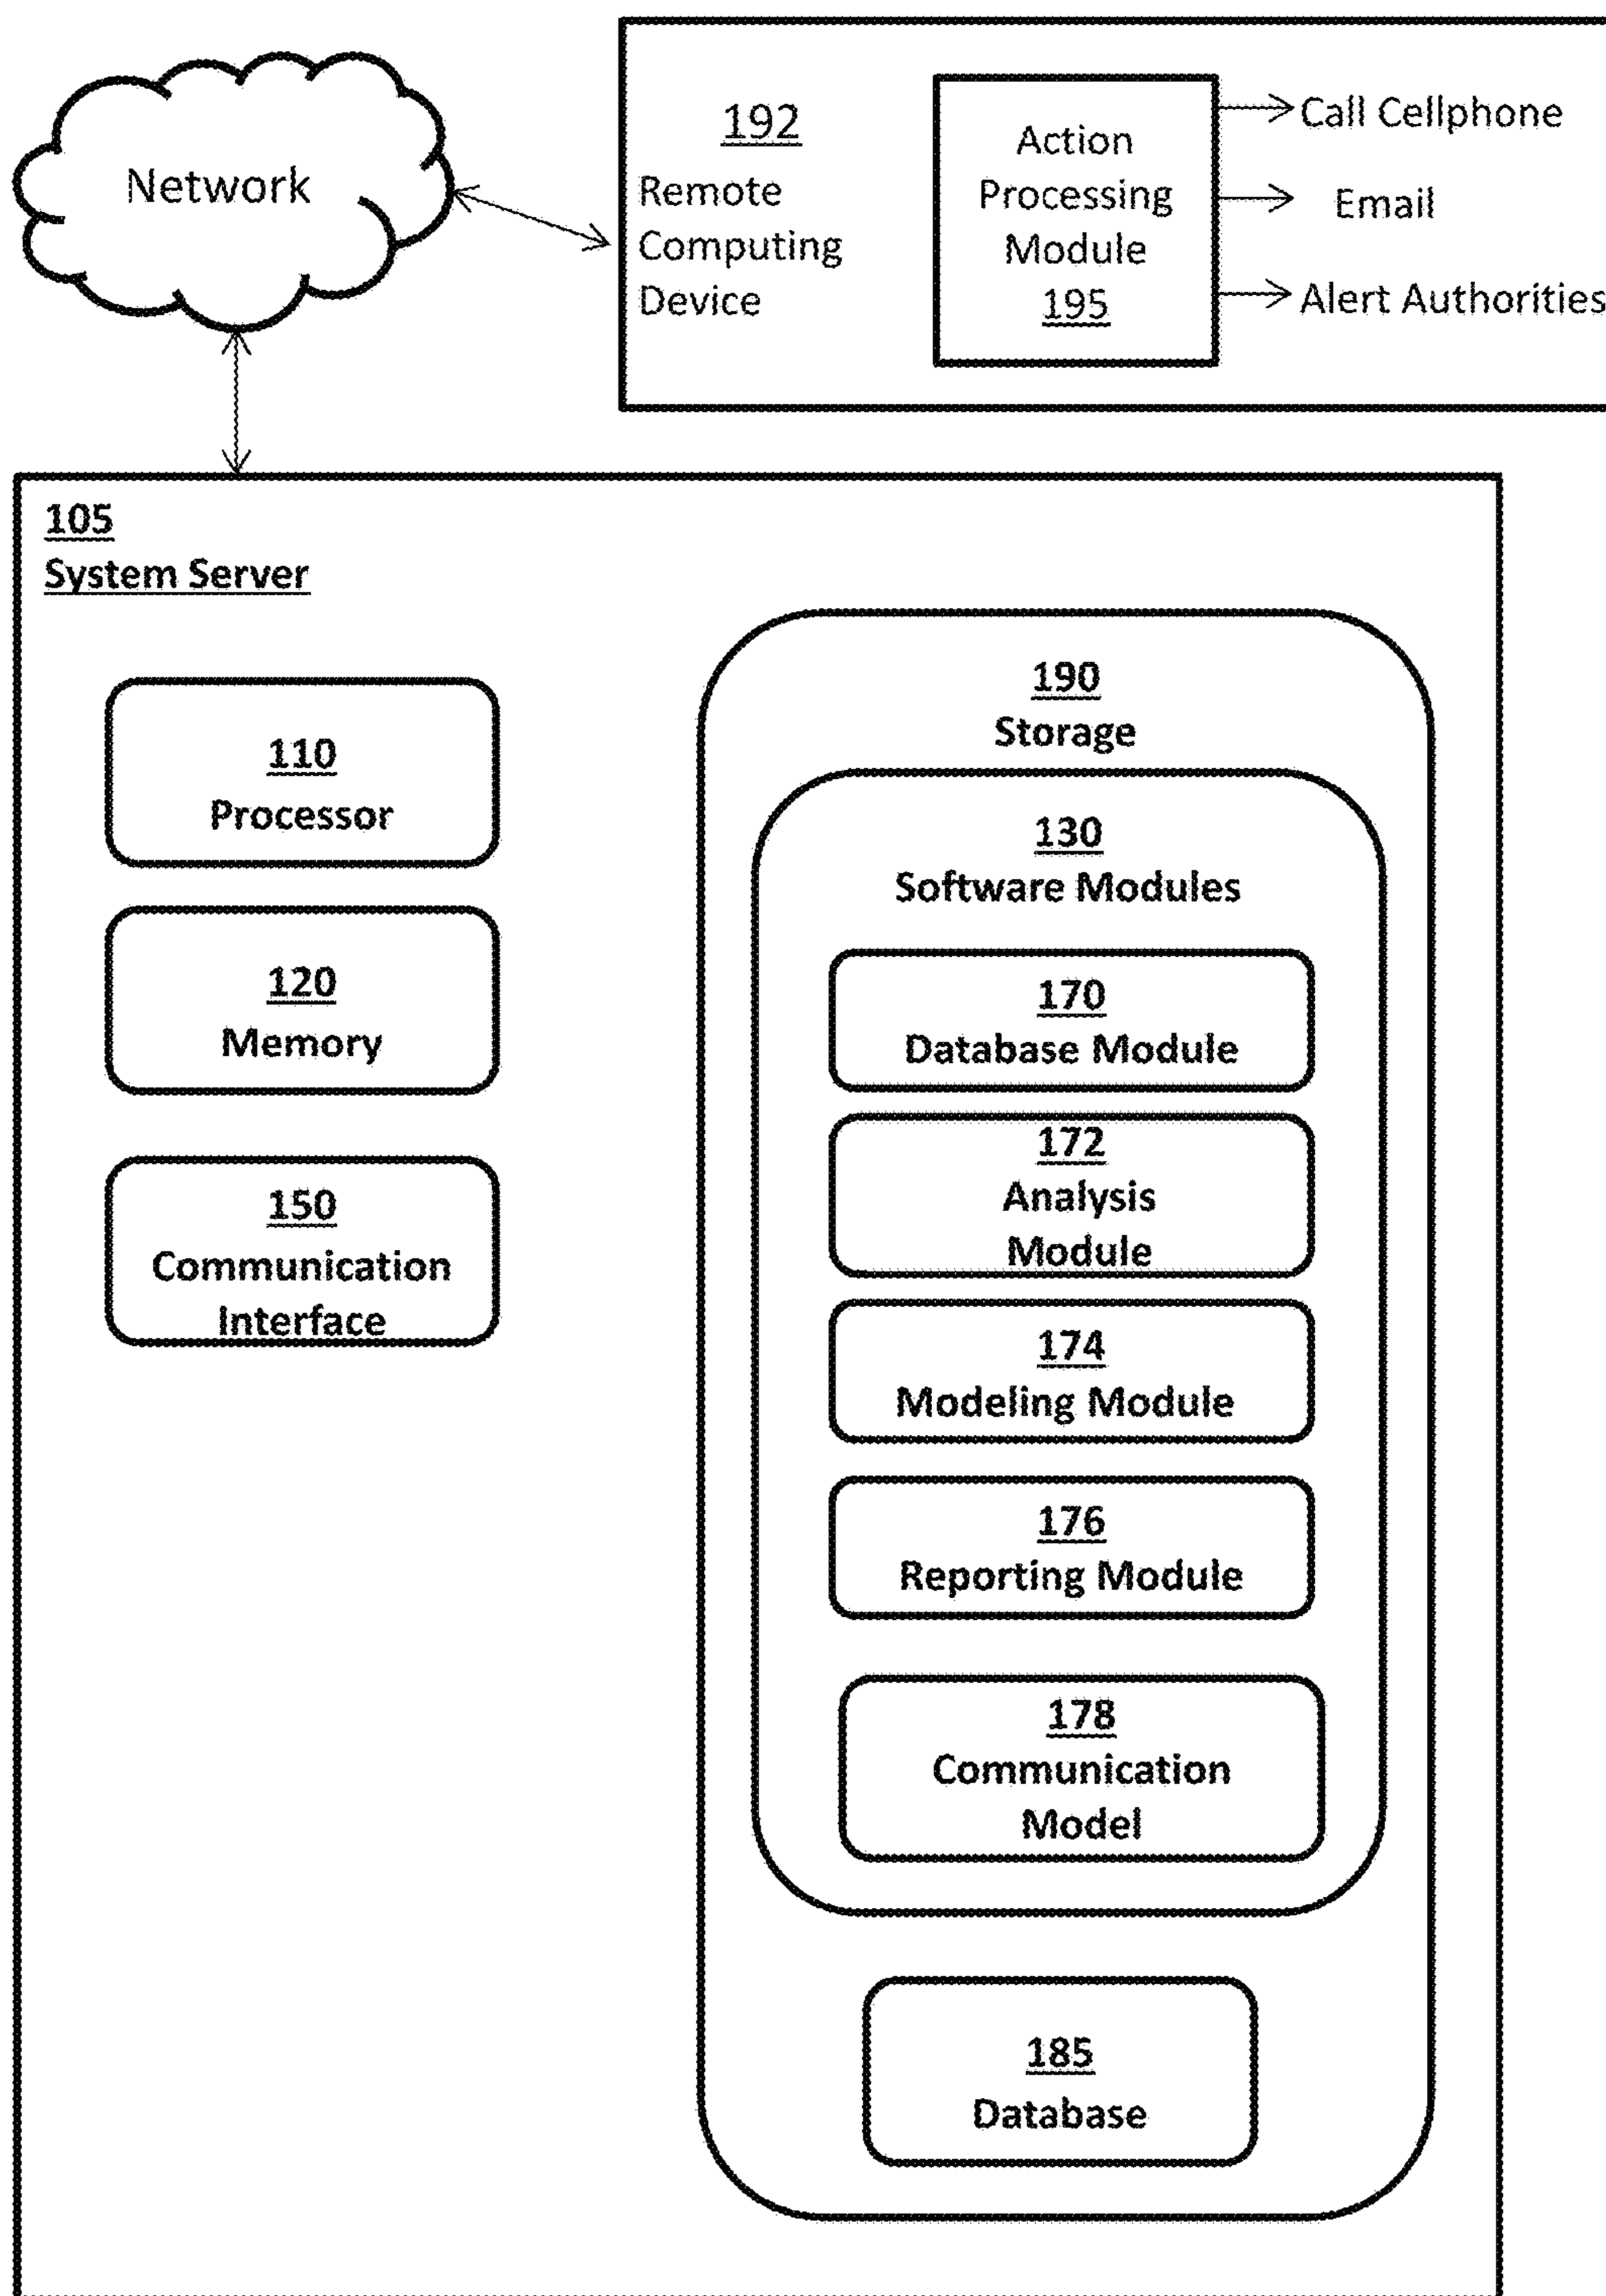 Network
192
Remote
Computing
Device
Action
Processing
Module
195
Call Cellphone
Email
Alert Authorities
105
System Server
110
Processor
120
Memory
150
Communication
Interface
190
Storage
130
Software Modules
170
Database Module
172
Analysis
Module
174
Modeling Module
176
Reporting Module
178
Communication
Model
185
Database